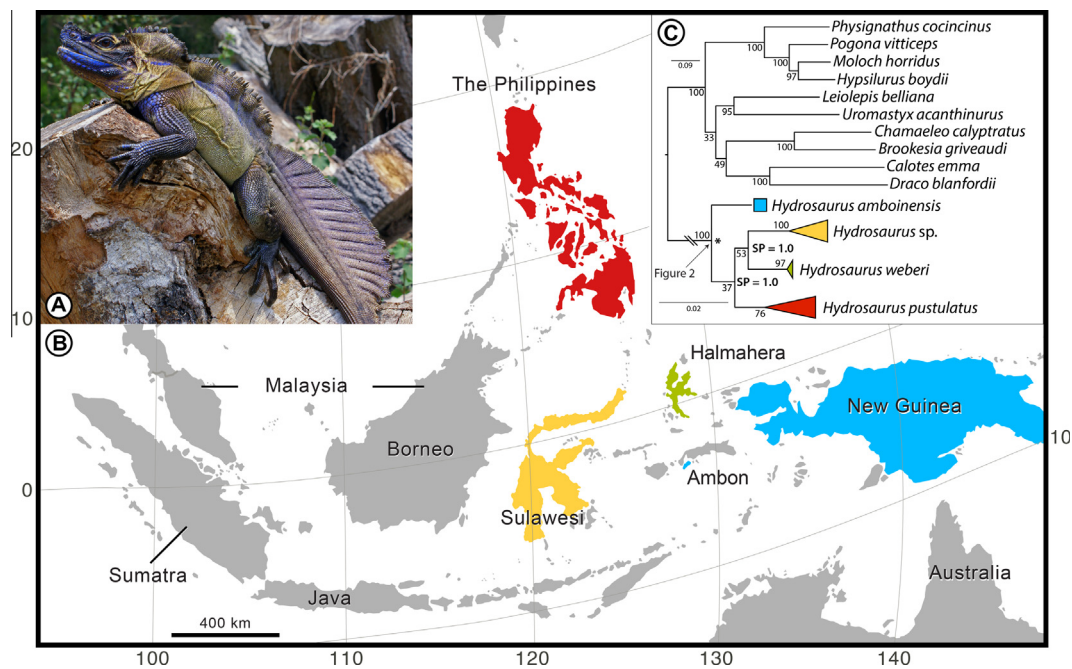 A
B
C
20
10
0
10
100
110
120
130
140
The Philippines
Malaysia
Borneo
Sumatra
Java
400 km
Sulawesi
Halmahera
Ambon
New Guinea
Australia
Physignathus cocincinus
Pogona vitticeps
Moloch horridus
Hypsilurus boydii
Leiolepis belliana
Uromastyx acanthinurus
Chamaeleo calyptratus
Brookesia griveaudi
Calotes emma
Draco blanfordii
Hydrosaurus amboinensis
Hydrosaurus sp.
Hydrosaurus weberi
Hydrosaurus pustulatus
0.09
100
100
97
100
95
33
100
49
100
100
*
Figure 2
100
SP = 1.0
53
97
SP = 1.0
37
76
0.02